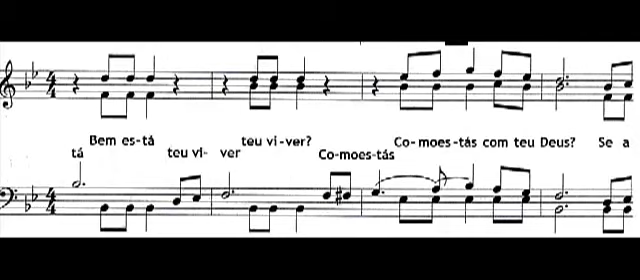 Bem es-tá teu vi-ver? Co-moes-tás com teu Deus? Se a
tá teu vi- ver Co-moes-tás